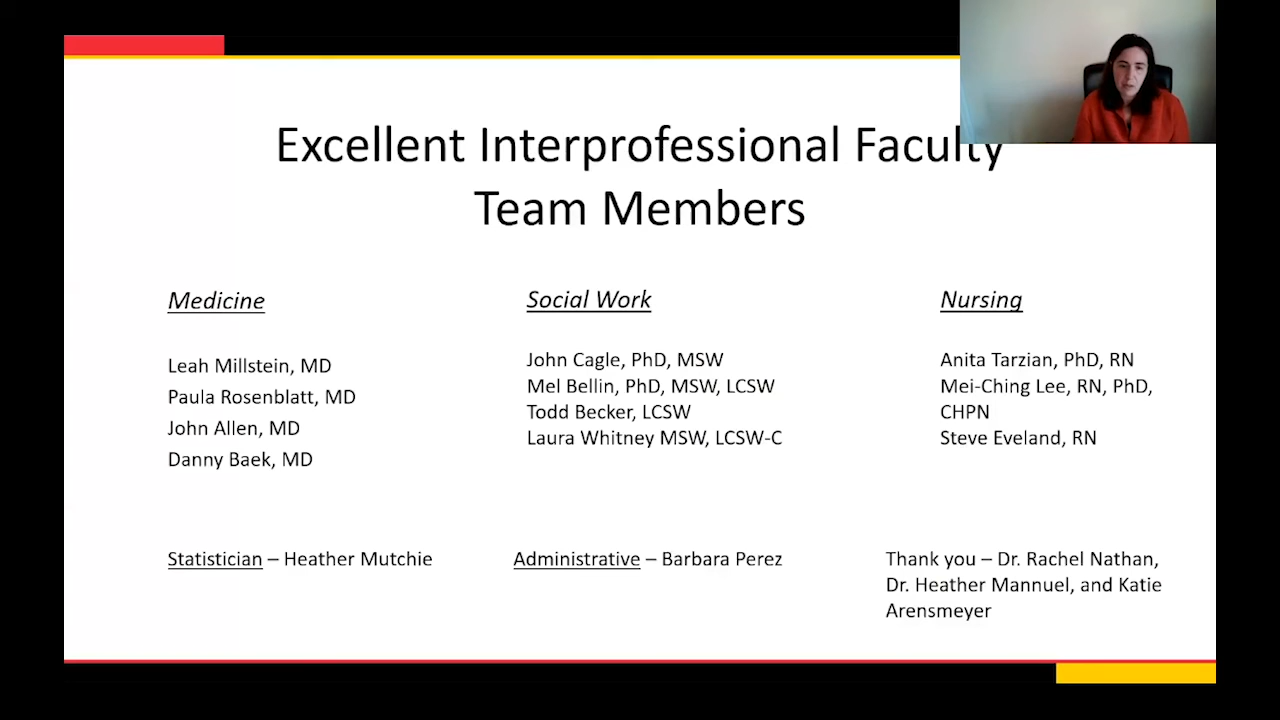 Excellent Interprofessional Faculty
Team Members
Medicine
Leah Millstein, MD
Paula Rosenblatt, MD
John Allen, MD
Danny Baek, MD
Social Work
John Cagle, PhD, MSW
Mel Bellin, PhD, MSW, LCSW
Todd Becker, LCSW
Laura Whitney MSW, LCSW-C
Nursing
Anita Tarzian, PhD, RN
Mei-Ching Lee, RN, PhD,
CHPN
Steve Eveland, RN
Statistician – Heather Mutchie
Administrative – Barbara Perez
Thank you – Dr. Rachel Nathan,
Dr. Heather Mannuel, and Katie
Arensmeyer